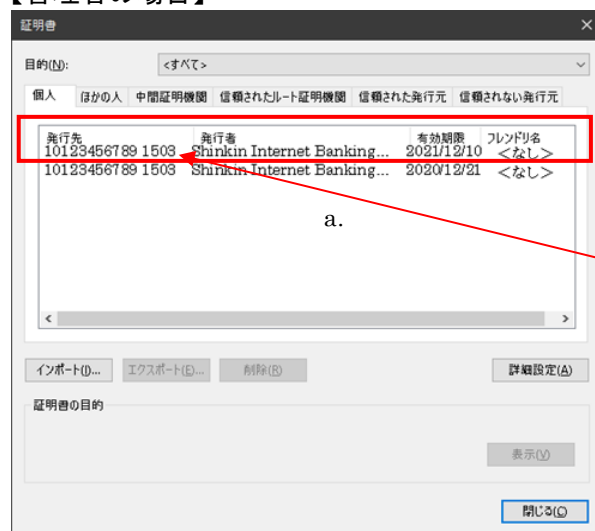 【管理者の場合】
証明書
目的(N): <すべて>
個人 ほかの人 中間証明機関 信頼されたルート証明機関 信頼された発行元 信頼されない発行元
発行先 発行者 有効期限 フレンドリ名
10123456789 1503 Shinkin Internet Banking... 2021/12/10 <なし>
10123456789 1503 Shinkin Internet Banking... 2020/12/21 <なし>
a.
インポート(I)... エクスポート(E)... 削除(R) 詳細設定(A)
証明書の目的
表示(V)
閉じる(C)